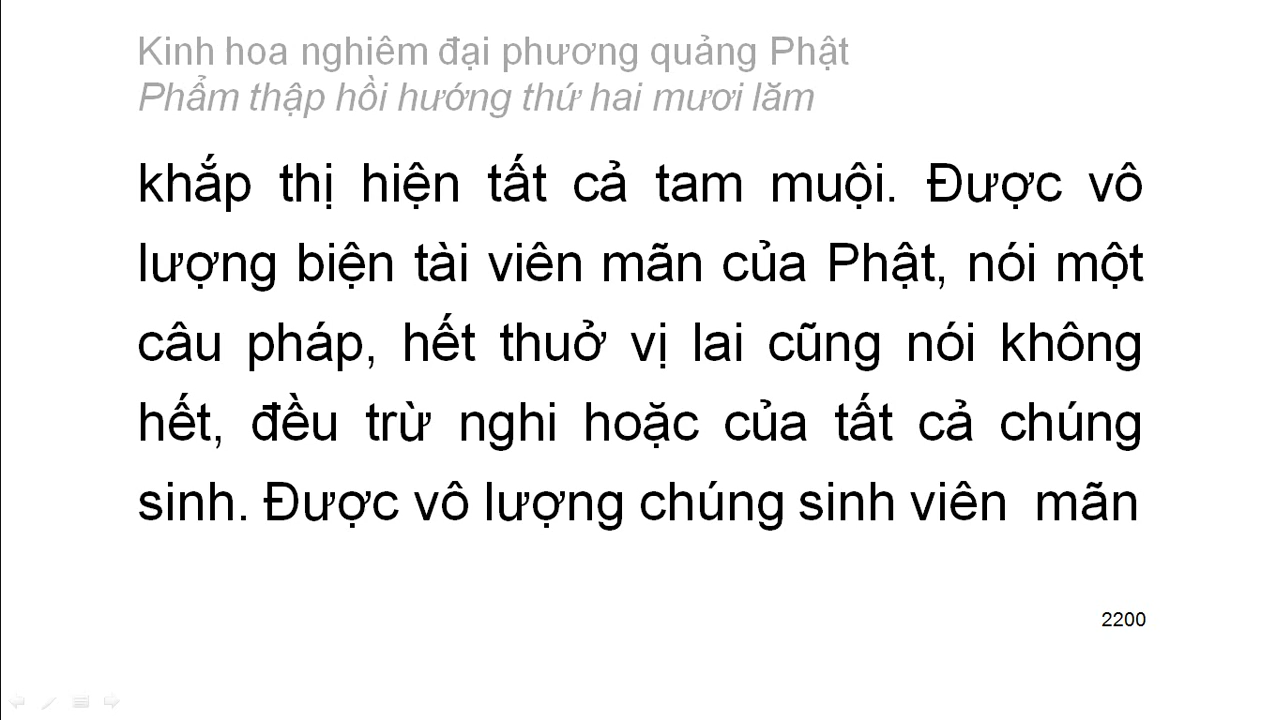 Kinh hoa nghiêm đại phương quảng Phật
Phẩm thập hồi hướng thứ hai mươi lăm
khắp thị hiện tất cả tam muội. Được vô
lượng biện tài viên mãn của Phật, nói một
câu pháp, hết thuở vị lai cũng nói không
hết, đều trừ nghi hoặc của tất cả chúng
sinh. Được vô lượng chúng sinh viên mãn
2200